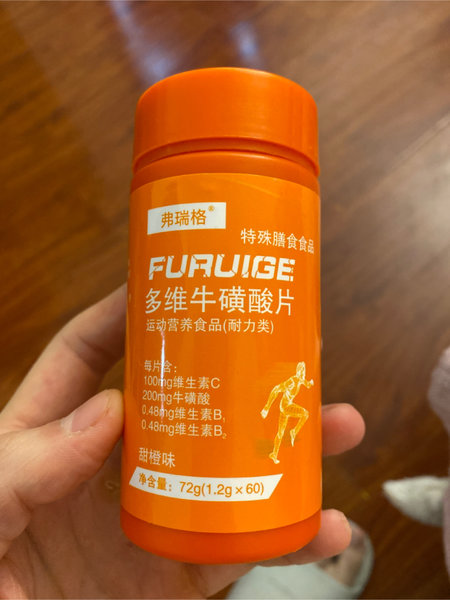 弗瑞格®
特殊膳食食品
FURUIGE
多维牛磺酸片
运动营养食品(耐力类)
每片含:
100mg维生素C
200mg牛磺酸
0.48mg维生素B₁
0.48mg维生素B₂
甜橙味
净含量: 72g(1.2g×60)